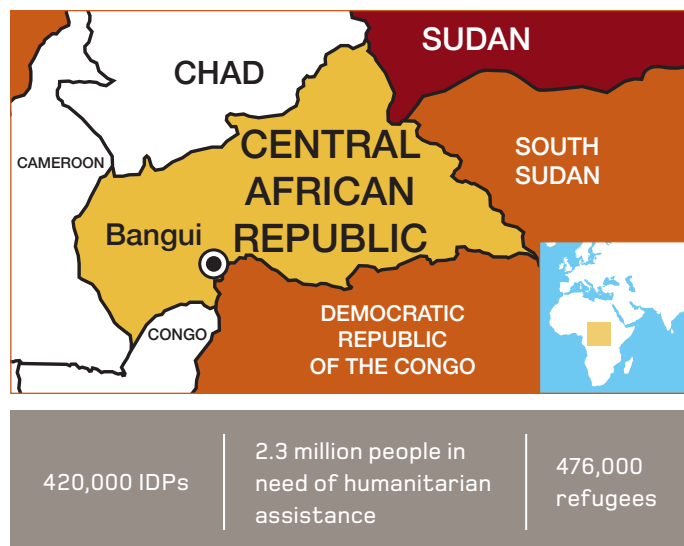 SUDAN
CHAD
CAMEROON
CENTRAL
AFRICAN
REPUBLIC
SOUTH
SUDAN
Bangui
CONGO
DEMOCRATIC
REPUBLIC
OF THE CONGO
420,000 IDPs
2.3 million people in
need of humanitarian
assistance
476,000
refugees